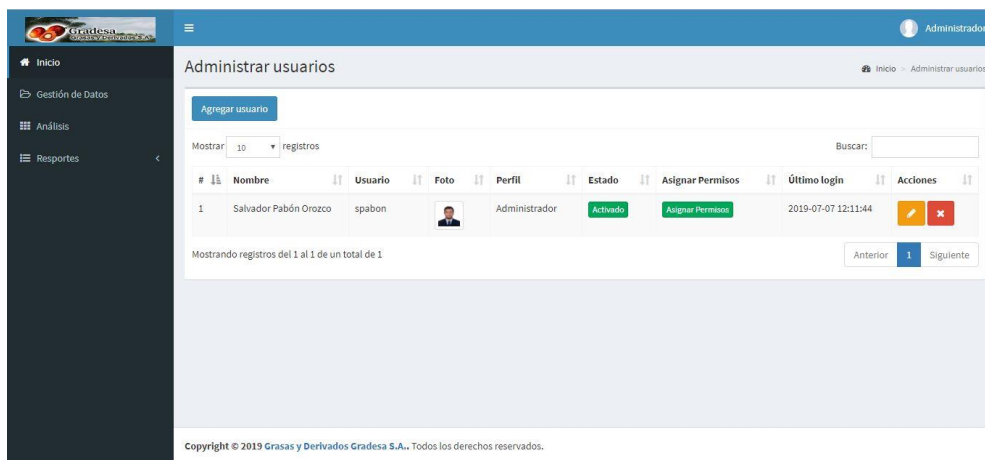 Gradesa
Grasas y Derivados S.A.
Administrador
Inicio
Gestión de Datos
Análisis
Resportes
Administrar usuarios
Inicio > Administrar usuarios
Agregar usuario
Mostrar 10 registros
Buscar:
# Nombre Usuario Foto Perfil Estado Asignar Permisos Último login Acciones
1 Salvador Pabón Orozco spabon Administrador Activado Asignar Permisos 2019-07-07 12:11:44
Mostrando registros del 1 al 1 de un total de 1
Anterior 1 Siguiente
Copyright © 2019 Grasas y Derivados Gradesa S.A.. Todos los derechos reservados.